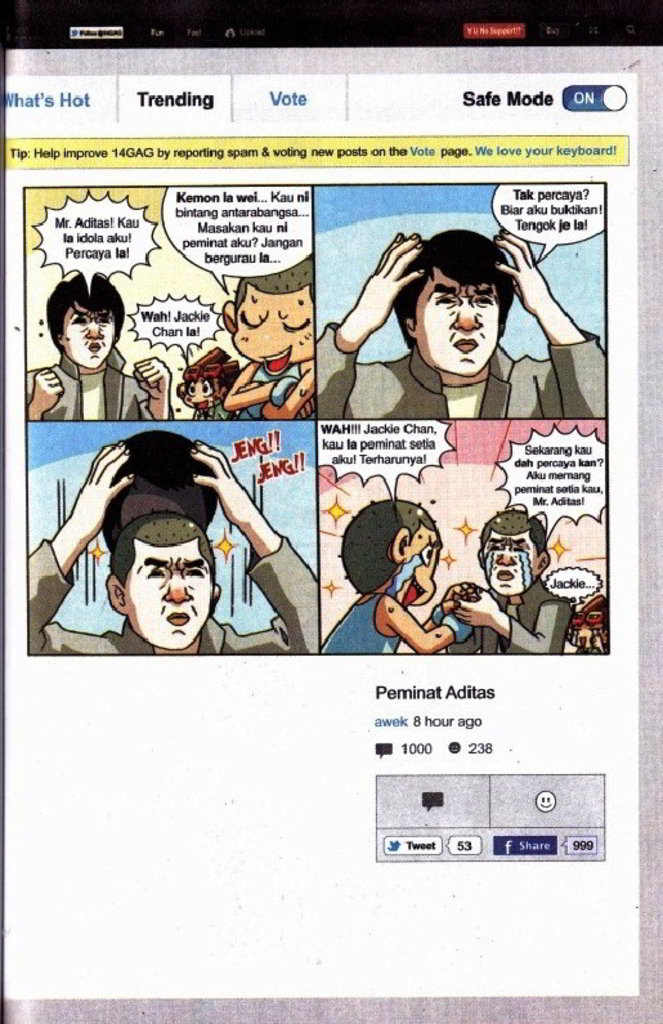 Fun
Fast
Upload
Y U No Support!?
What's Hot
Trending
Vote
Safe Mode
ON
Tip: Help improve 14GAG by reporting spam & voting new posts on the Vote page. We love your keyboard!
Mr. Aditas! Kau
la idola aku!
Percaya la!
Kemon la wei... Kau ni
bintang antarabangsa...
Masakan kau ni
peminat aku? Jangan
bergurau la...
Wah! Jackie
Chan la!
Tak percaya?
Biar aku buktikan!
Tengok je la!
JENG!!
JENG!!
WAH!!! Jackie Chan,
kau la peminat setia
aku! Terharunya!
Sekarang kau
dah percaya kan?
Aku memang
peminat setia kau,
Mr. Aditas!
Jackie...
Peminat Aditas
awek 8 hour ago
1000
238
Tweet
53
f Share
999